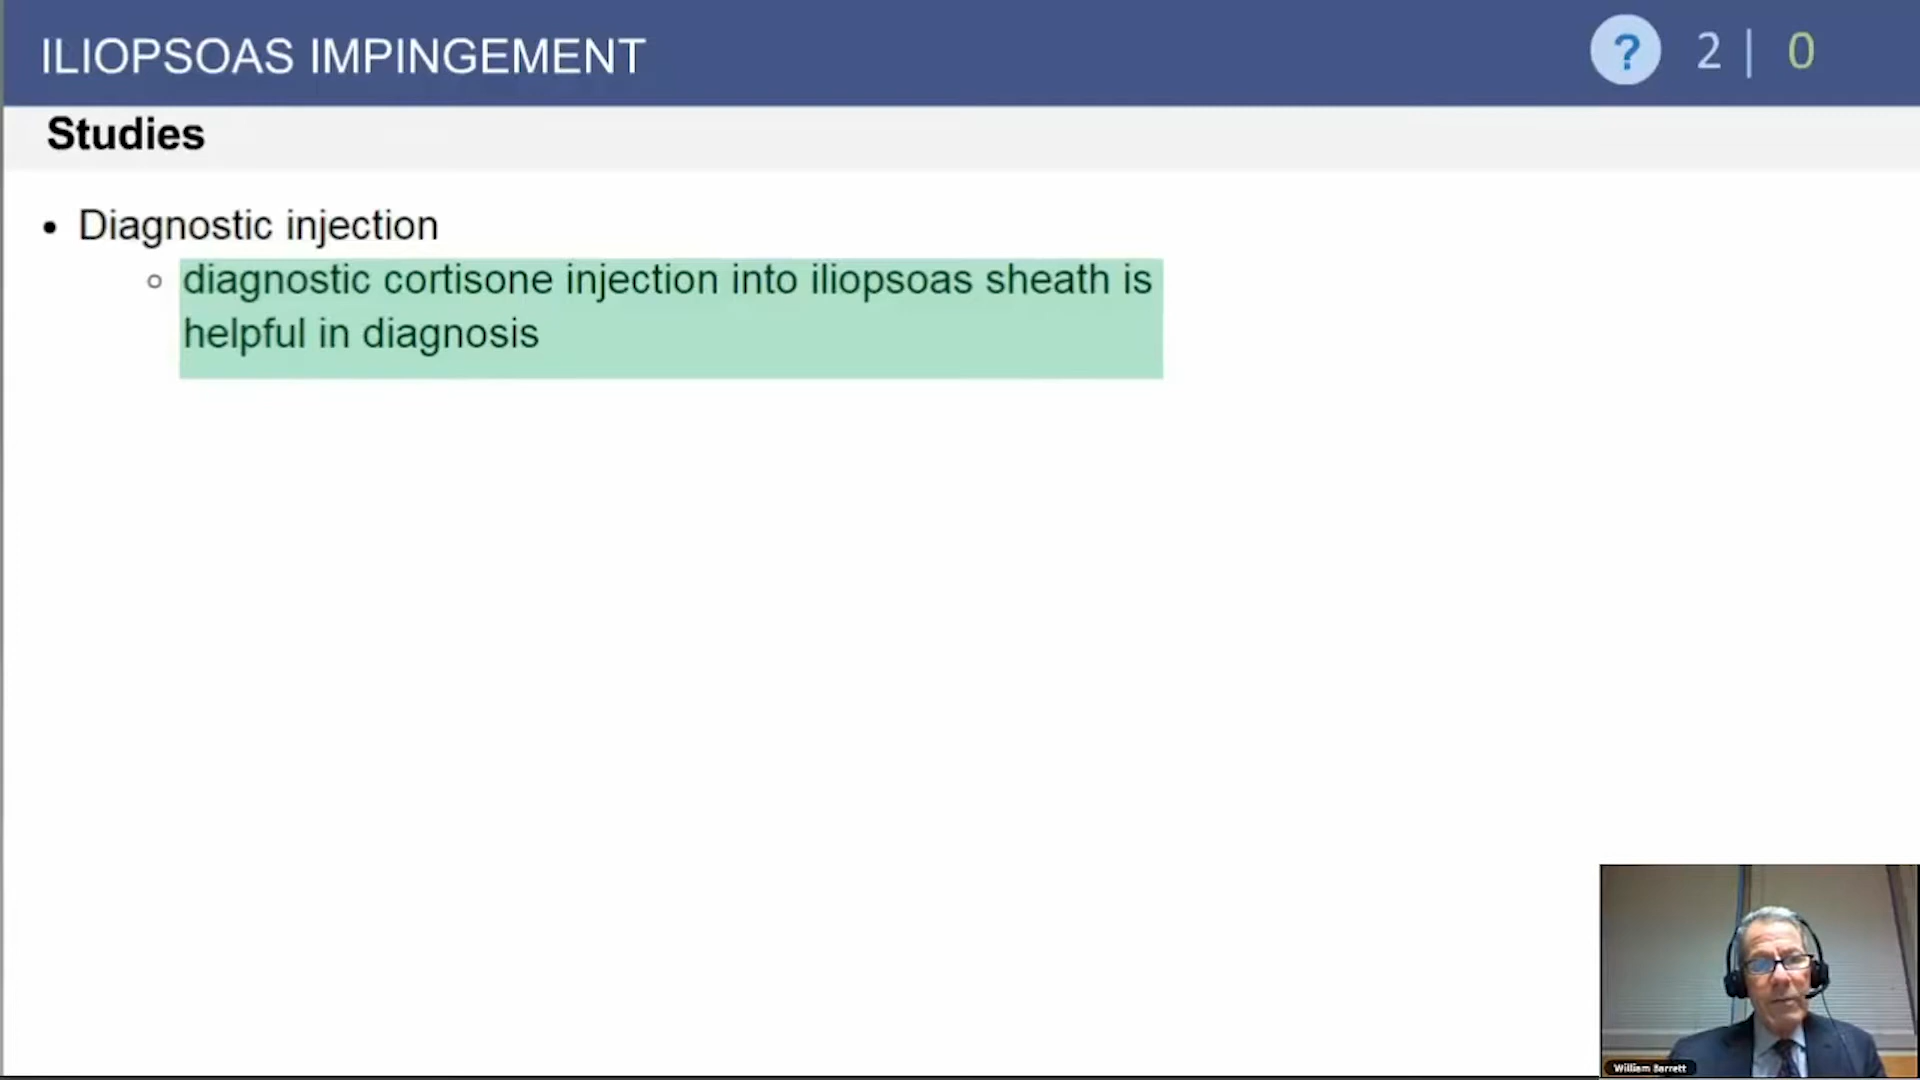 ILIOPSOAS IMPINGEMENT
? 2 | 0
Studies
• Diagnostic injection
○ diagnostic cortisone injection into iliopsoas sheath is
helpful in diagnosis
William Barrett